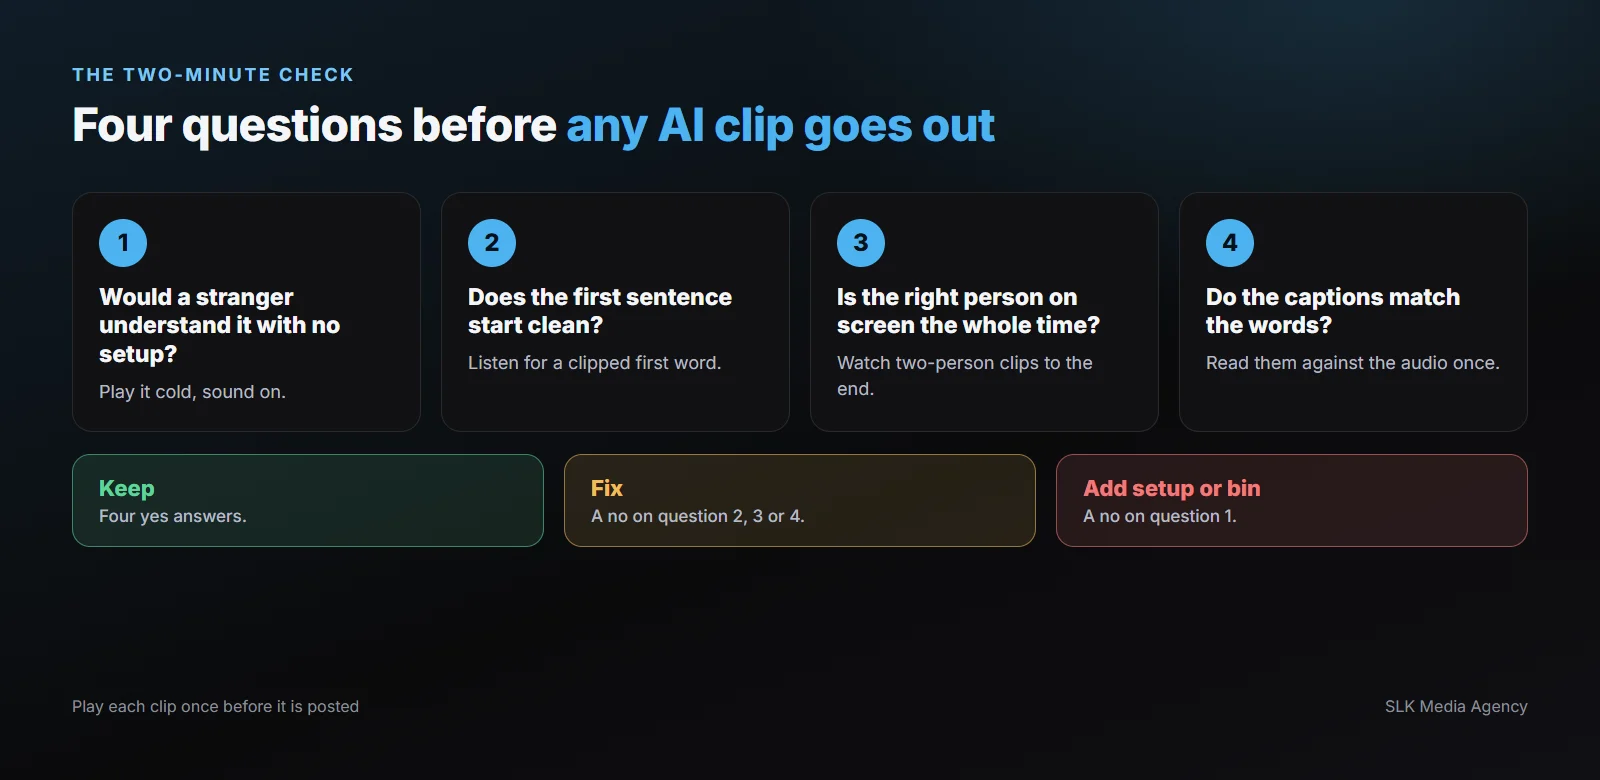 THE TWO-MINUTE CHECK
Four questions before any AI clip goes out
1
Would a stranger
understand it with no
setup?
Play it cold, sound on.
2
Does the first sentence
start clean?
Listen for a clipped first word.
3
Is the right person on
screen the whole time?
Watch two-person clips to the
end.
4
Do the captions match
the words?
Read them against the audio once.
Keep
Four yes answers.
Fix
A no on question 2, 3 or 4.
Add setup or bin
A no on question 1.
Play each clip once before it is posted
SLK Media Agency